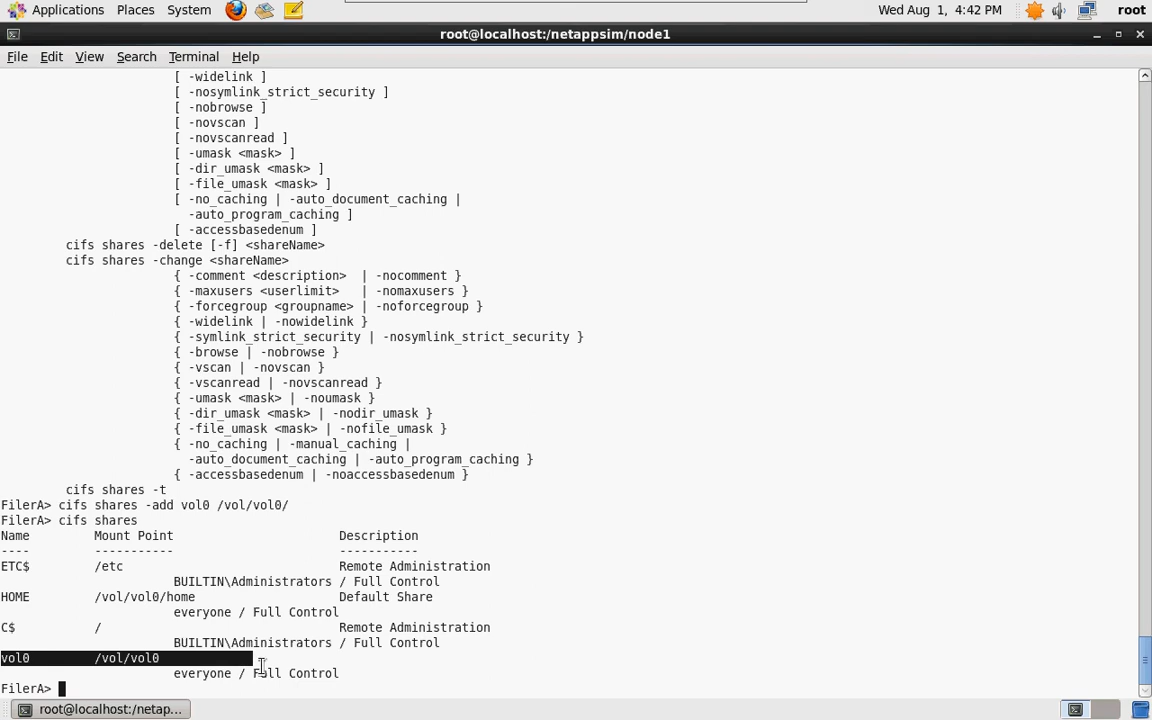 Applications Places System Wed Aug 1, 4:42 PM root
root@localhost:/netappsim/node1
File Edit View Search Terminal Help
[ -widelink ]
[ -nosymlink_strict_security ]
[ -nobrowse ]
[ -novscan ]
[ -novscanread ]
[ -umask <mask> ]
[ -dir_umask <mask> ]
[ -file_umask <mask> ]
[ -no_caching | -auto_document_caching |
-auto_program_caching ]
[ -accessbasedenum ]
cifs shares -delete [-f] <shareName>
cifs shares -change <shareName>
{ -comment <description> | -nocomment }
{ -maxusers <userlimit> | -nomaxusers }
{ -forcegroup <groupname> | -noforcegroup }
{ -widelink | -nowidelink }
{ -symlink_strict_security | -nosymlink_strict_security }
{ -browse | -nobrowse }
{ -vscan | -novscan }
{ -vscanread | -novscanread }
{ -umask <mask> | -noumask }
{ -dir_umask <mask> | -nodir_umask }
{ -file_umask <mask> | -nofile_umask }
{ -no_caching | -manual_caching |
-auto_document_caching | -auto_program_caching }
{ -accessbasedenum | -noaccessbasedenum }
cifs shares -t
FilerA> cifs shares -add vol0 /vol/vol0/
FilerA> cifs shares
Name Mount Point Description
---- ----------- -----------
ETC$ /etc Remote Administration
BUILTIN\Administrators / Full Control
HOME /vol/vol0/home Default Share
everyone / Full Control
C$ / Remote Administration
BUILTIN\Administrators / Full Control
vol0 /vol/vol0
everyone / Full Control
FilerA>
root@localhost:/netap...